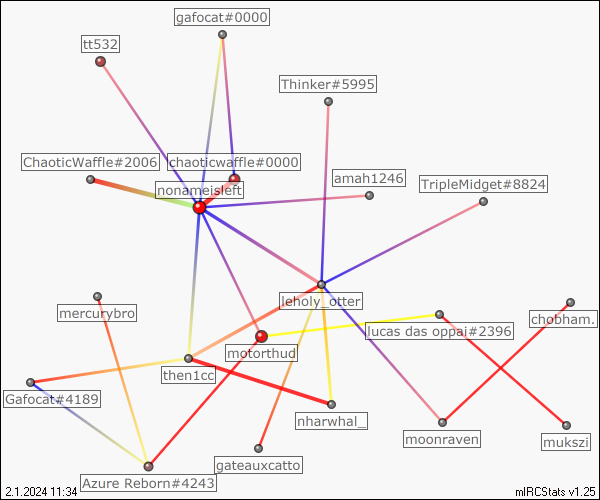 gafocat#0000
tt532
Thinker#5995
ChaoticWaffle#2006
chaoticwaffle#0000
amah1246
TripleMidget#8824
nonameisleft
leholy_otter
mercurybro
chobham.
lucas das oppai#2396
motorthud
then1cc
Gafocat#4189
nharwhal_
moonraven
mukszi
gateauxcatto
Azure Reborn#4243
2.1.2024 11:34
mIRCStats v1.25